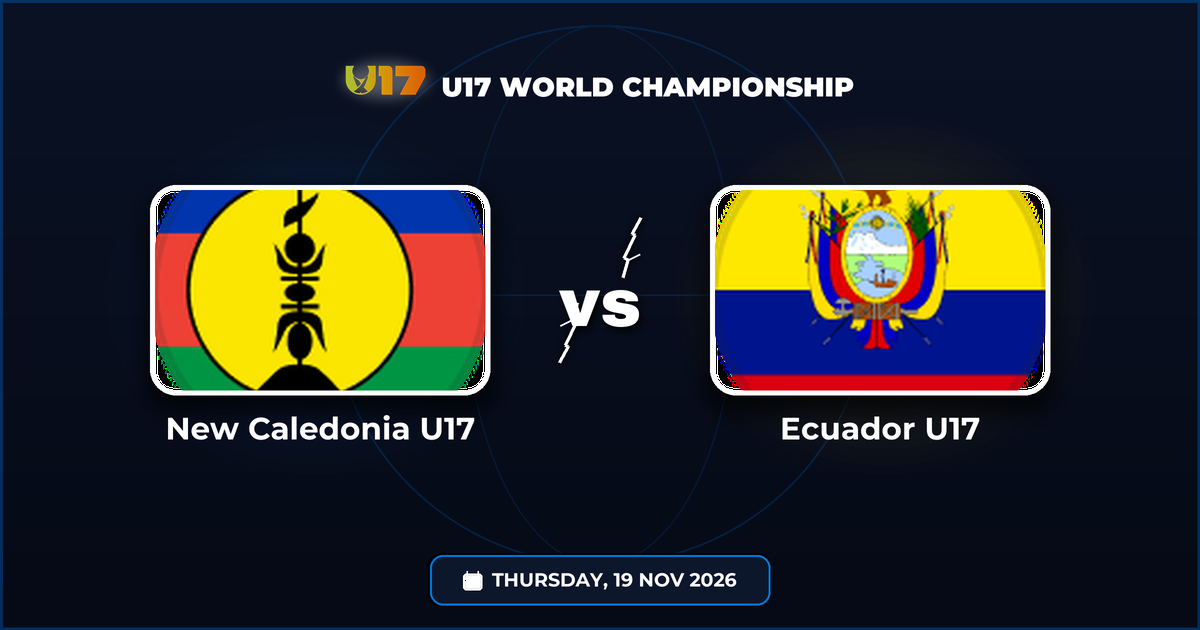 U17 U17 WORLD CHAMPIONSHIP
VS
New Caledonia U17
Ecuador U17
THURSDAY, 19 NOV 2026